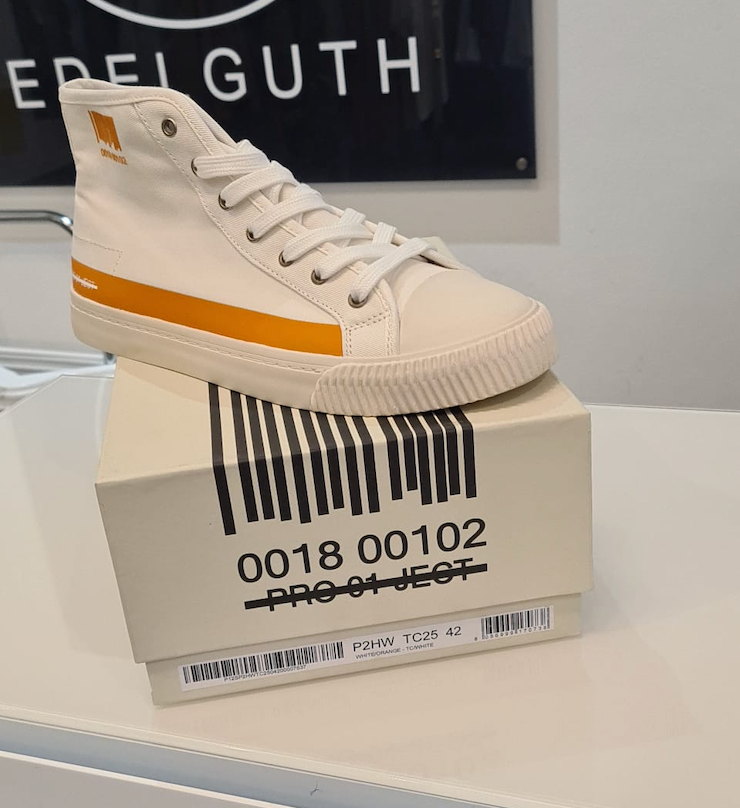 EDELGUTH
0018 00102
PRO 01 JECT
P2HW TC25 42
WHITE/ORANGE - TC/WHITE